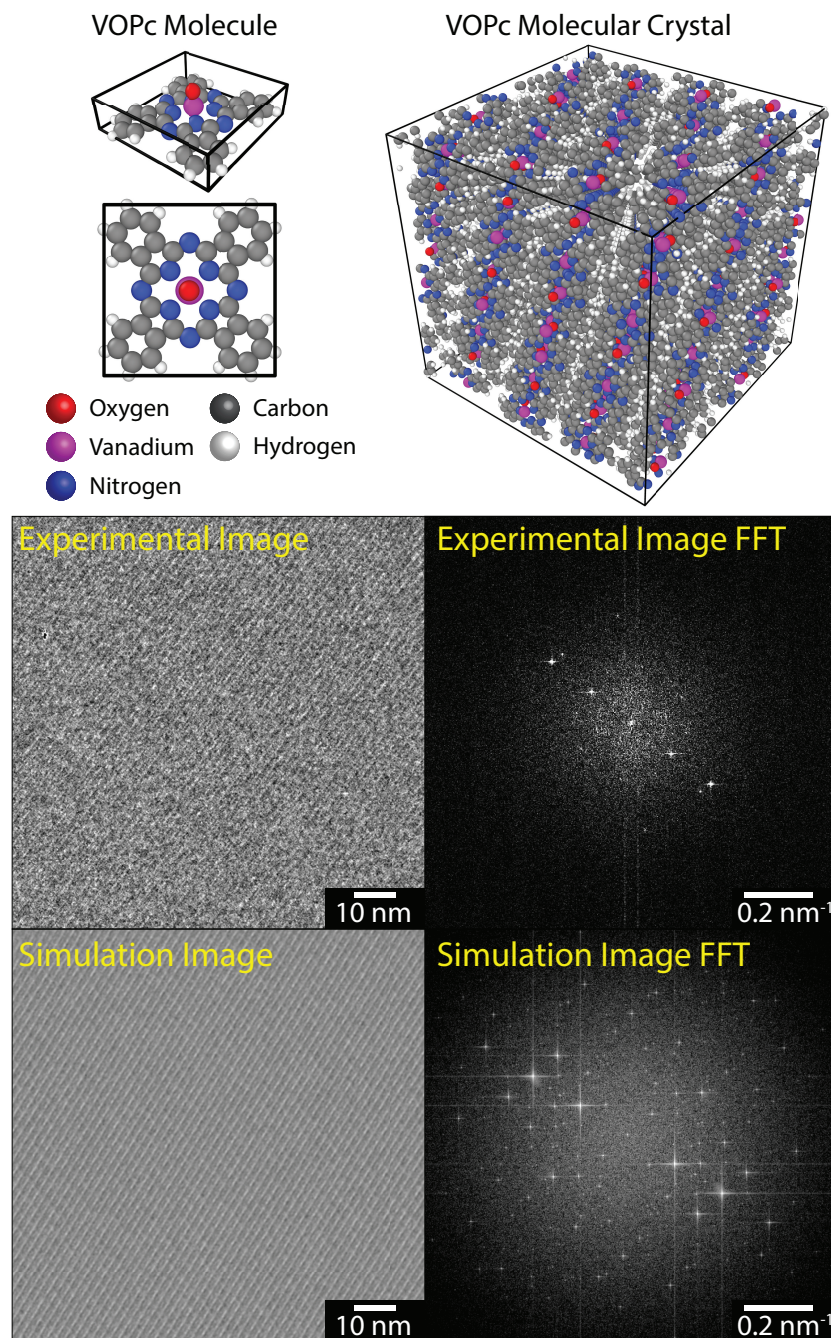 VOPc Molecule
VOPc Molecular Crystal
Oxygen
Carbon
Vanadium
Hydrogen
Nitrogen
Experimental Image
Experimental Image FFT
10 nm
0.2 nm⁻¹
Simulation Image
Simulation Image FFT
10 nm
0.2 nm⁻¹